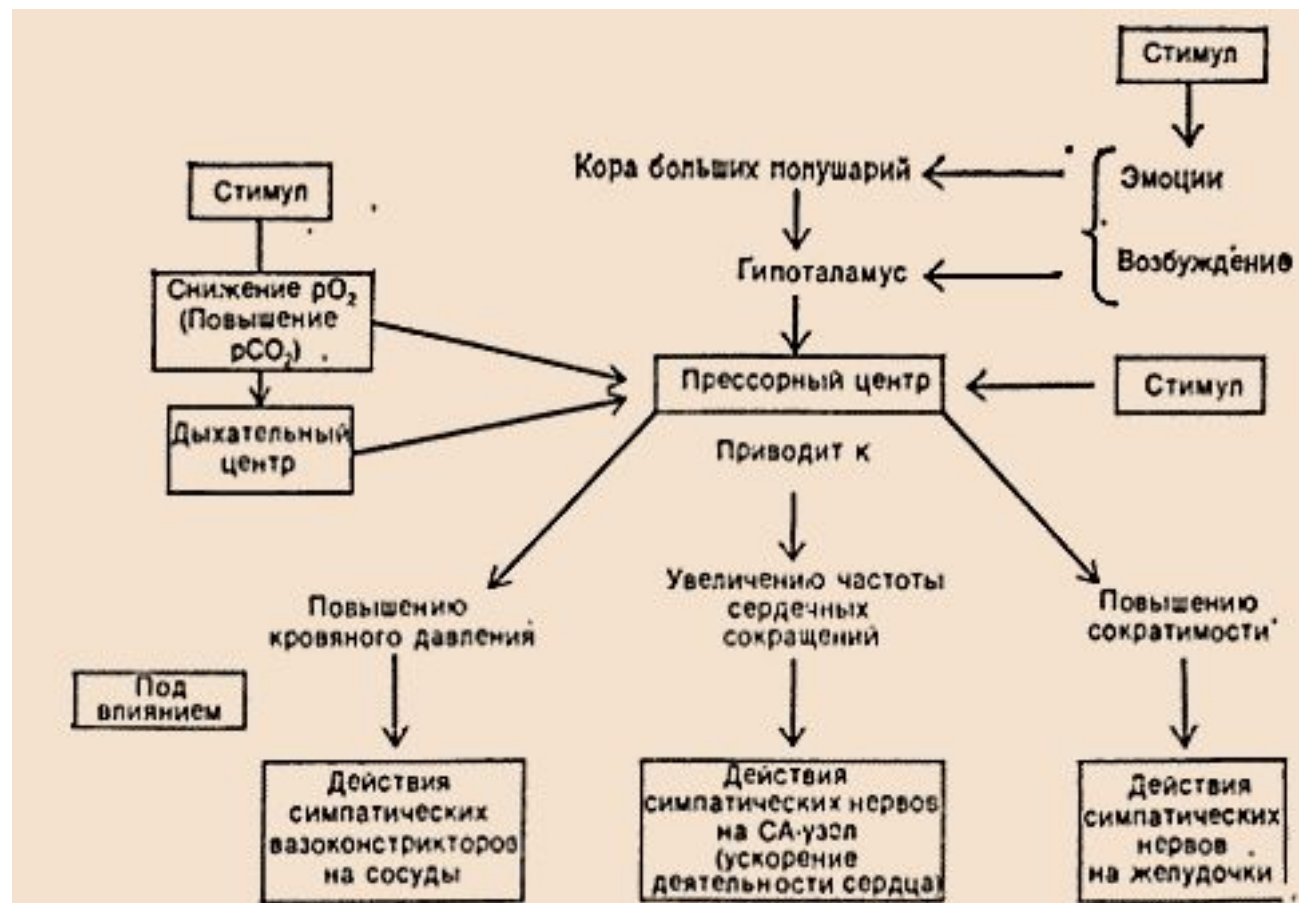 Стимул
Кора больших полушарий
Эмоции
Стимул
Гипоталамус
Возбуждение
Снижение pO₂
(Повышение
pCO₂)
Прессорный центр
Стимул
Дыхательный
центр
Приводит к
Повышению
кровяного давления
Увеличению частоты
сердечных
сокращений
Повышению
сократимости
Под
влиянием
Действия
симпатических
вазоконстрикторов
на сосуды
Действия
симпатических нервов
на СА-узел
(ускорение
деятельности сердца)
Действия
симпатических
нервов
на желудочки